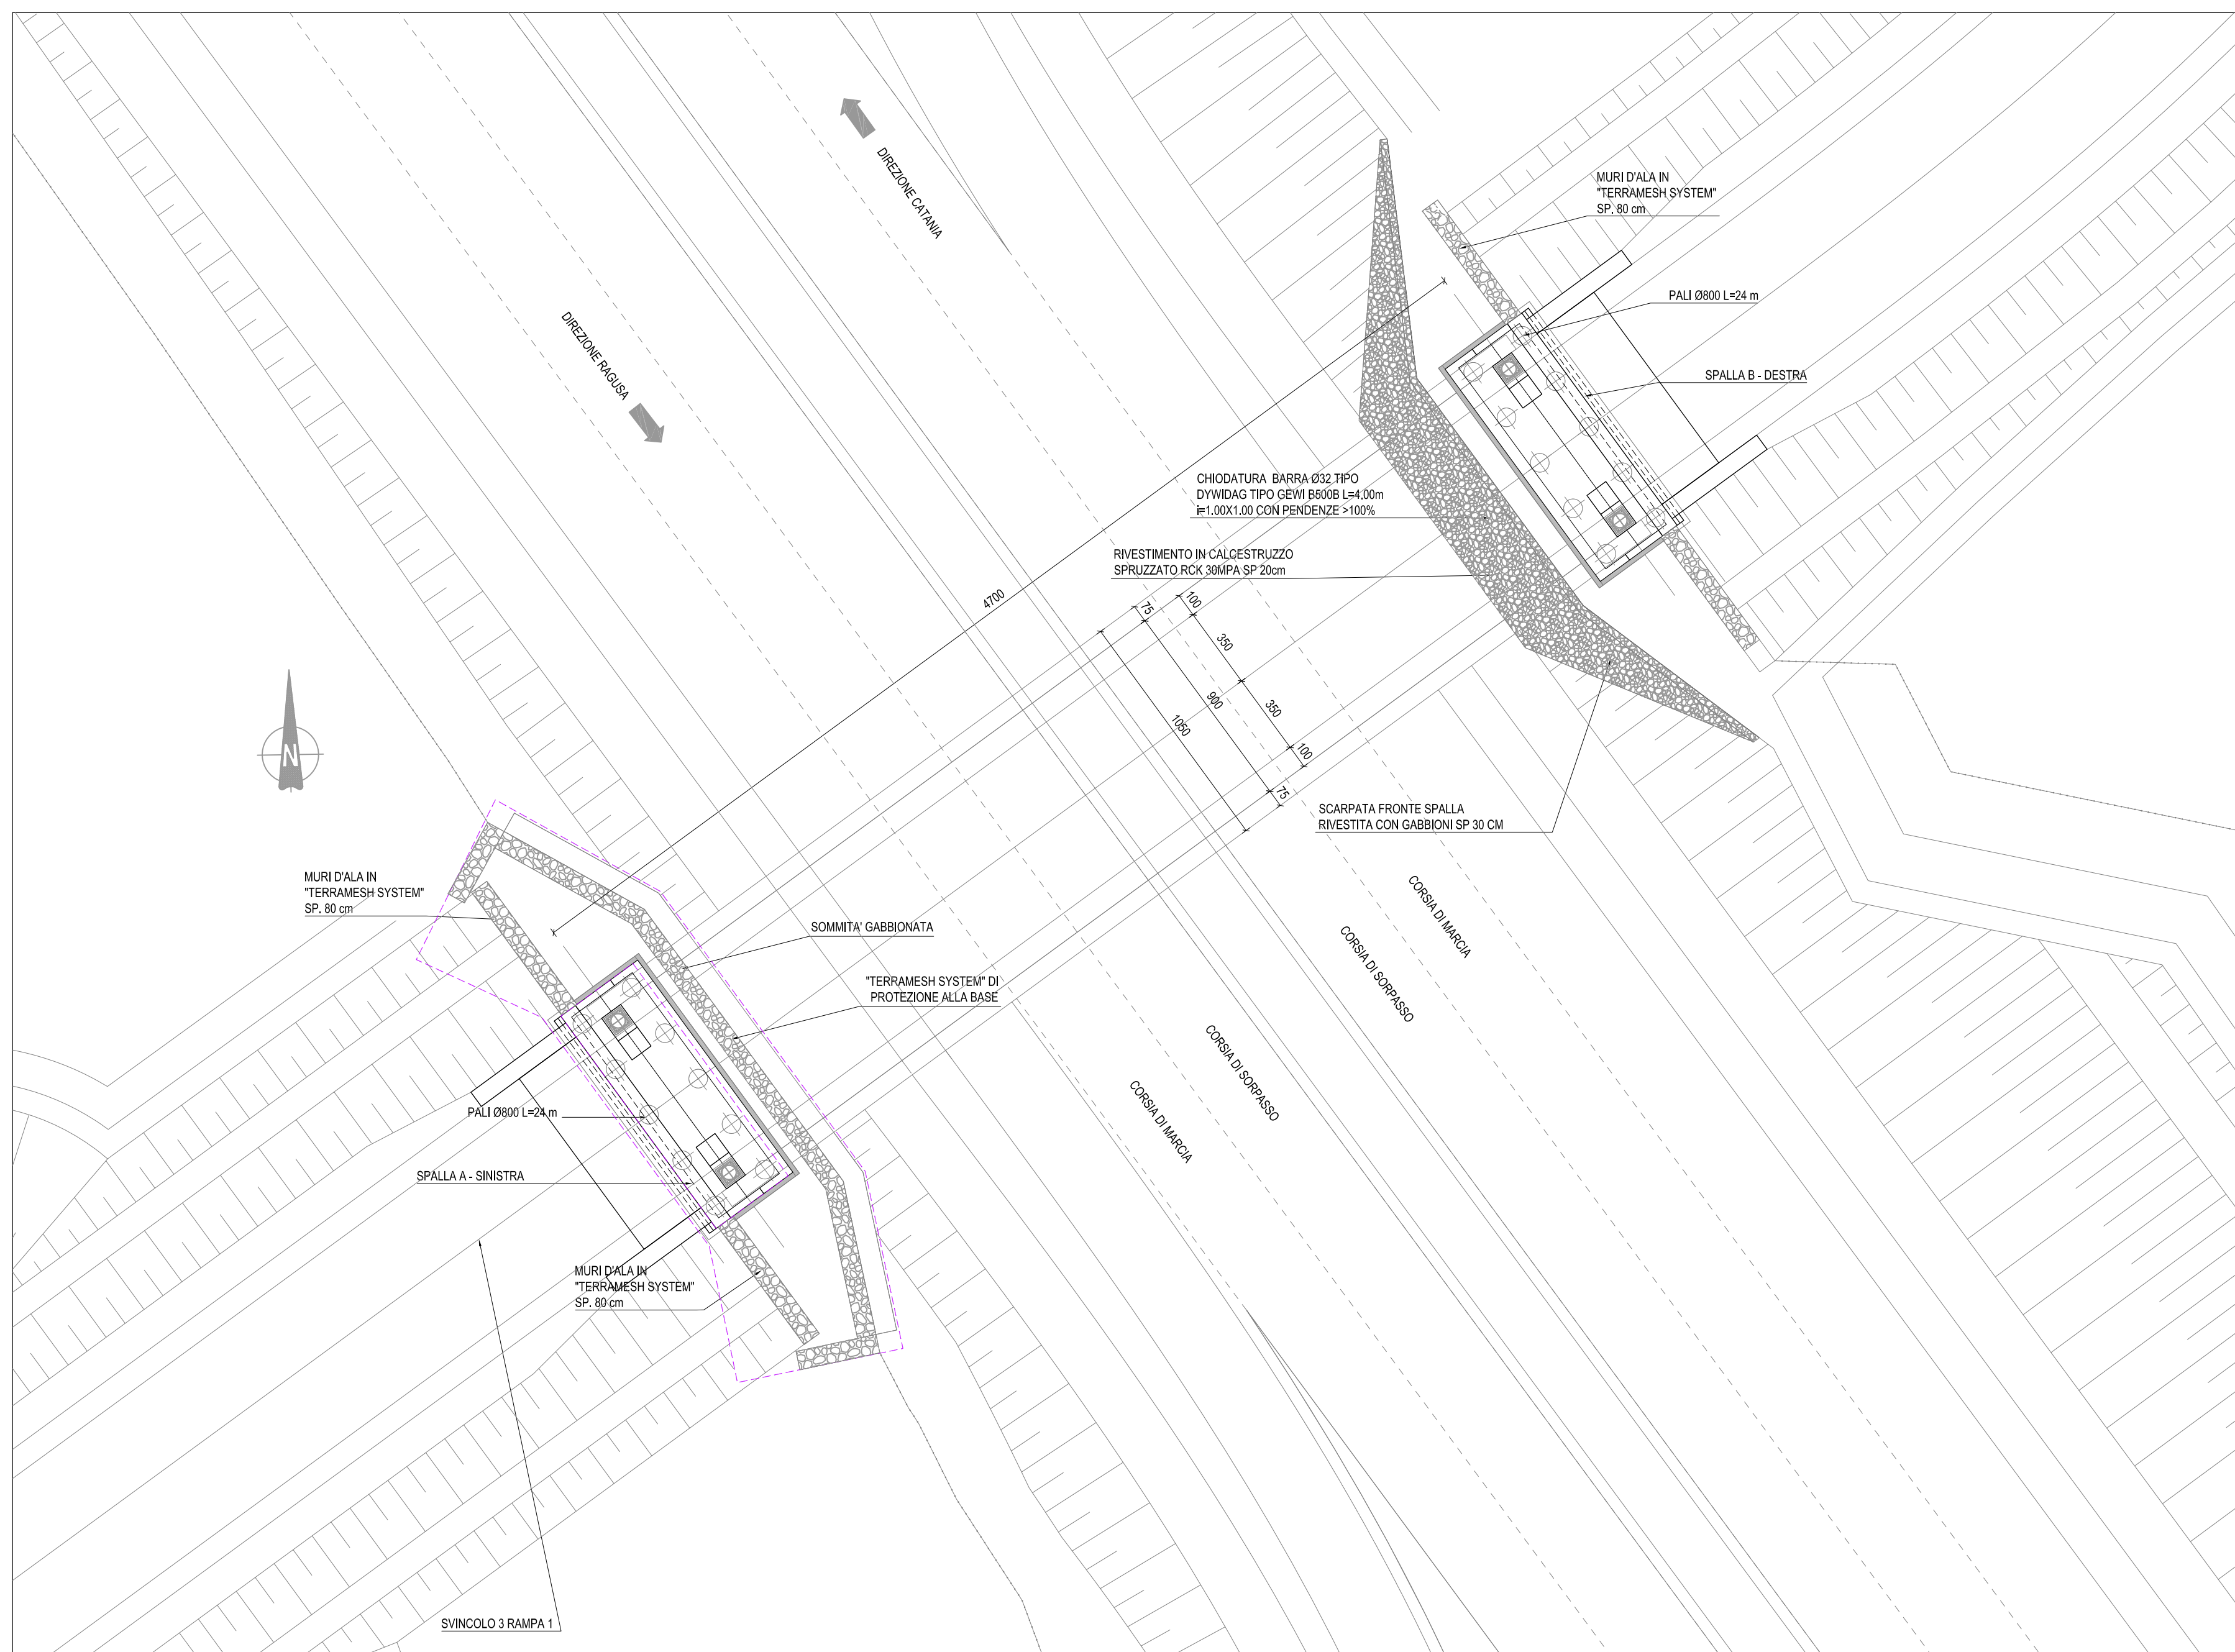 DIREZIONE CATANIA
MURI D'ALA IN
"TERRAMESH SYSTEM"
SP. 80 cm
PALI Ø800 L=24 m
DIREZIONE RAGUSA
SPALLA B - DESTRA
CHIODATURA BARRA Ø32 TIPO
DYWIDAG TIPO GEWI B500B L=4,00m
i=1.00X1.00 CON PENDENZE >100%
RIVESTIMENTO IN CALCESTRUZZO
SPRUZZATO RCK 30MPA SP 20cm
4700
75
100
350
900
350
1050
100
75
N
SCARPATA FRONTE SPALLA
RIVESTITA CON GABBIONI SP 30 CM
MURI D'ALA IN
"TERRAMESH SYSTEM"
SP. 80 cm
SOMMITA' GABBIONATA
CORSIA DI MARCIA
CORSIA DI SORPASSO
"TERRAMESH SYSTEM" DI
PROTEZIONE ALLA BASE
CORSIA DI SORPASSO
CORSIA DI MARCIA
PALI Ø800 L=24 m
SPALLA A - SINISTRA
MURI D'ALA IN
"TERRAMESH SYSTEM"
SP. 80 cm
SVINCOLO 3 RAMPA 1